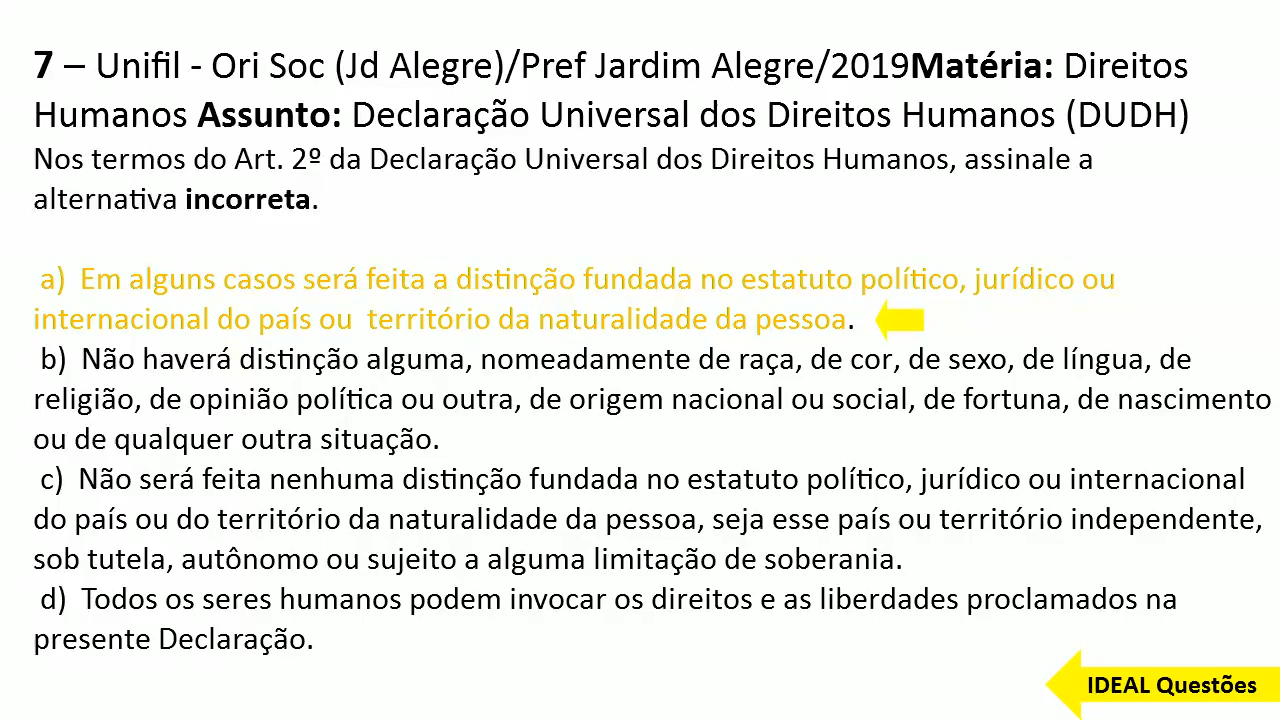 7 – Unifil - Ori Soc (Jd Alegre)/Pref Jardim Alegre/2019Matéria: Direitos
Humanos Assunto: Declaração Universal dos Direitos Humanos (DUDH)
Nos termos do Art. 2º da Declaração Universal dos Direitos Humanos, assinale a
alternativa incorreta.
a) Em alguns casos será feita a distinção fundada no estatuto político, jurídico ou
internacional do país ou território da naturalidade da pessoa.
b) Não haverá distinção alguma, nomeadamente de raça, de cor, de sexo, de língua, de
religião, de opinião política ou outra, de origem nacional ou social, de fortuna, de nascimento
ou de qualquer outra situação.
c) Não será feita nenhuma distinção fundada no estatuto político, jurídico ou internacional
do país ou do território da naturalidade da pessoa, seja esse país ou território independente,
sob tutela, autônomo ou sujeito a alguma limitação de soberania.
d) Todos os seres humanos podem invocar os direitos e as liberdades proclamados na
presente Declaração.
IDEAL Questões